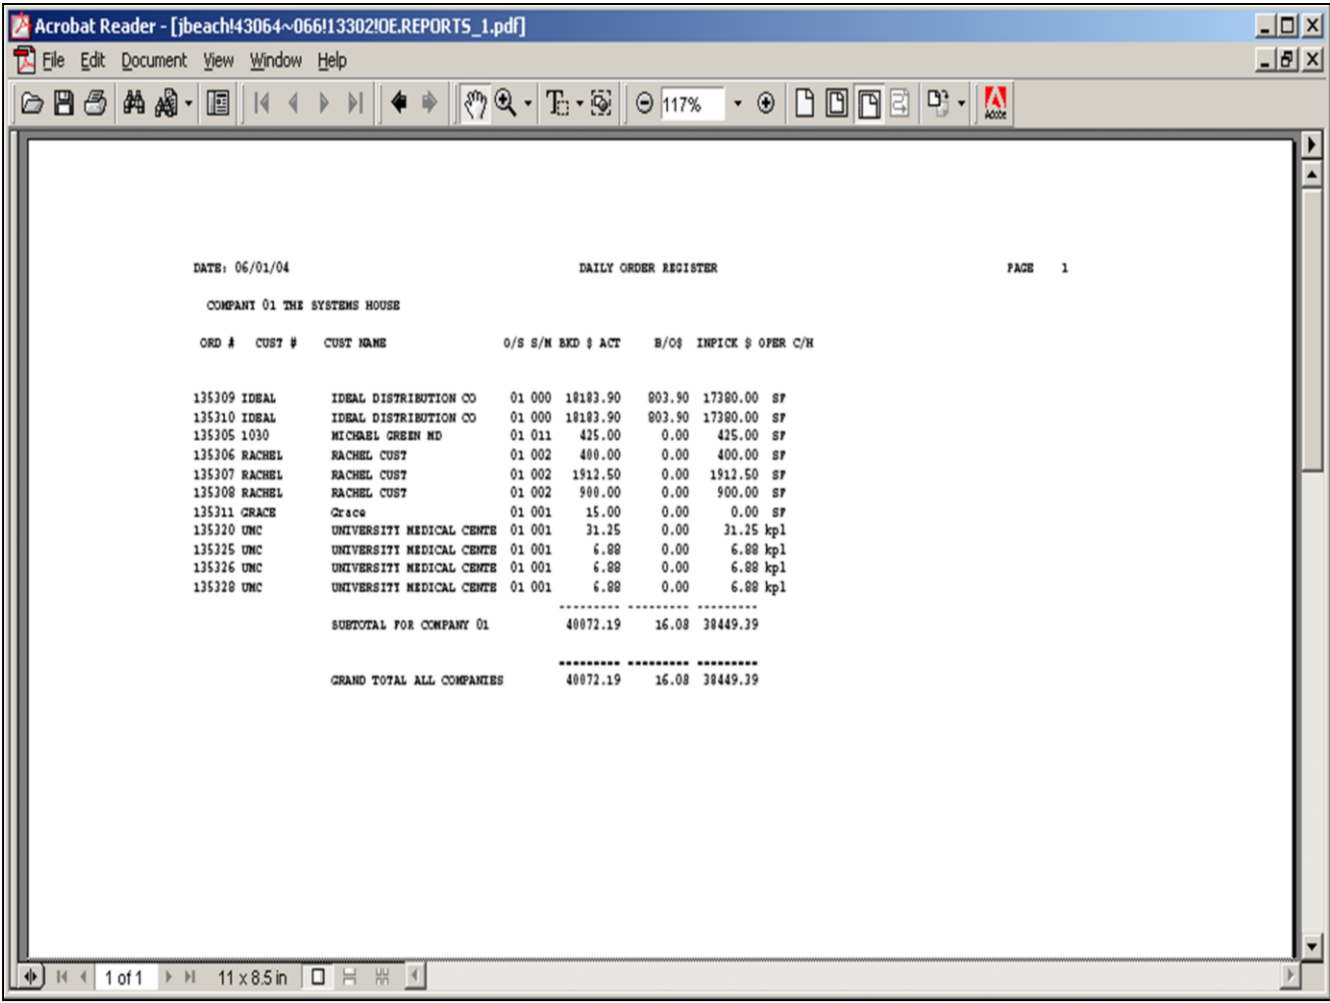 Acrobat Reader - [jbeach!43064~066!13302!OE.REPORTS_1.pdf]
File Edit Document View Window Help
117%
Adobe
DATE: 06/01/04 DAILY ORDER REGISTER PAGE 1
COMPANY 01 THE SYSTEMS HOUSE
ORD # CUST # CUST NAME O/S S/M BKD $ ACT B/O$ INPICK $ OPER C/H
135309 IDEAL IDEAL DISTRIBUTION CO 01 000 18183.90 803.90 17380.00 SF
135310 IDEAL IDEAL DISTRIBUTION CO 01 000 18183.90 803.90 17380.00 SF
135305 1030 MICHAEL GREEN MD 01 011 425.00 0.00 425.00 SF
135306 RACHEL RACHEL CUST 01 002 400.00 0.00 400.00 SF
135307 RACHEL RACHEL CUST 01 002 1912.50 0.00 1912.50 SF
135308 RACHEL RACHEL CUST 01 002 900.00 0.00 900.00 SF
135311 GRACE Grace 01 001 15.00 0.00 0.00 SF
135320 UMC UNIVERSITY MEDICAL CENTE 01 001 31.25 0.00 31.25 kpl
135325 UMC UNIVERSITY MEDICAL CENTE 01 001 6.88 0.00 6.88 kpl
135326 UMC UNIVERSITY MEDICAL CENTE 01 001 6.88 0.00 6.88 kpl
135328 UMC UNIVERSITY MEDICAL CENTE 01 001 6.88 0.00 6.88 kpl
--------- --------- ---------
SUBTOTAL FOR COMPANY 01 40072.19 16.08 38449.39
--------- --------- ---------
GRAND TOTAL ALL COMPANIES 40072.19 16.08 38449.39
1 of 1 11 x 8.5 in